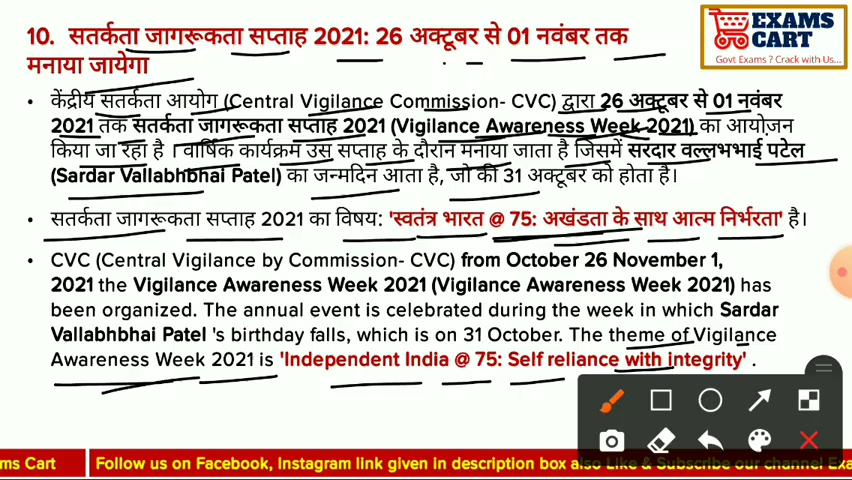 10. सतर्कता जागरूकता सप्ताह 2021: 26 अक्टूबर से 01 नवंबर तक
मनाया जायेगा
EXAMS
CART
Govt Exams ? Crack with Us...
• केंद्रीय सतर्कता आयोग (Central Vigilance Commission- CVC) द्वारा 26 अक्टूबर से 01 नवंबर
2021 तक सतर्कता जागरूकता सप्ताह 2021 (Vigilance Awareness Week 2021) का आयोजन
किया जा रहा है । वार्षिक कार्यक्रम उस सप्ताह के दौरान मनाया जाता है जिसमें सरदार वल्लभभाई पटेल
(Sardar Vallabhbhai Patel) का जन्मदिन आता है, जो की 31 अक्टूबर को होता है।
• सतर्कता जागरूकता सप्ताह 2021 का विषय: 'स्वतंत्र भारत @ 75: अखंडता के साथ आत्म निर्भरता' है।
• CVC (Central Vigilance by Commission- CVC) from October 26 November 1,
2021 the Vigilance Awareness Week 2021 (Vigilance Awareness Week 2021) has
been organized. The annual event is celebrated during the week in which Sardar
Vallabhbhai Patel 's birthday falls, which is on 31 October. The theme of Vigilance
Awareness Week 2021 is 'Independent India @ 75: Self reliance with integrity' .
ms Cart Follow us on Facebook, Instagram link given in description box also Like & Subscribe our channel Exa